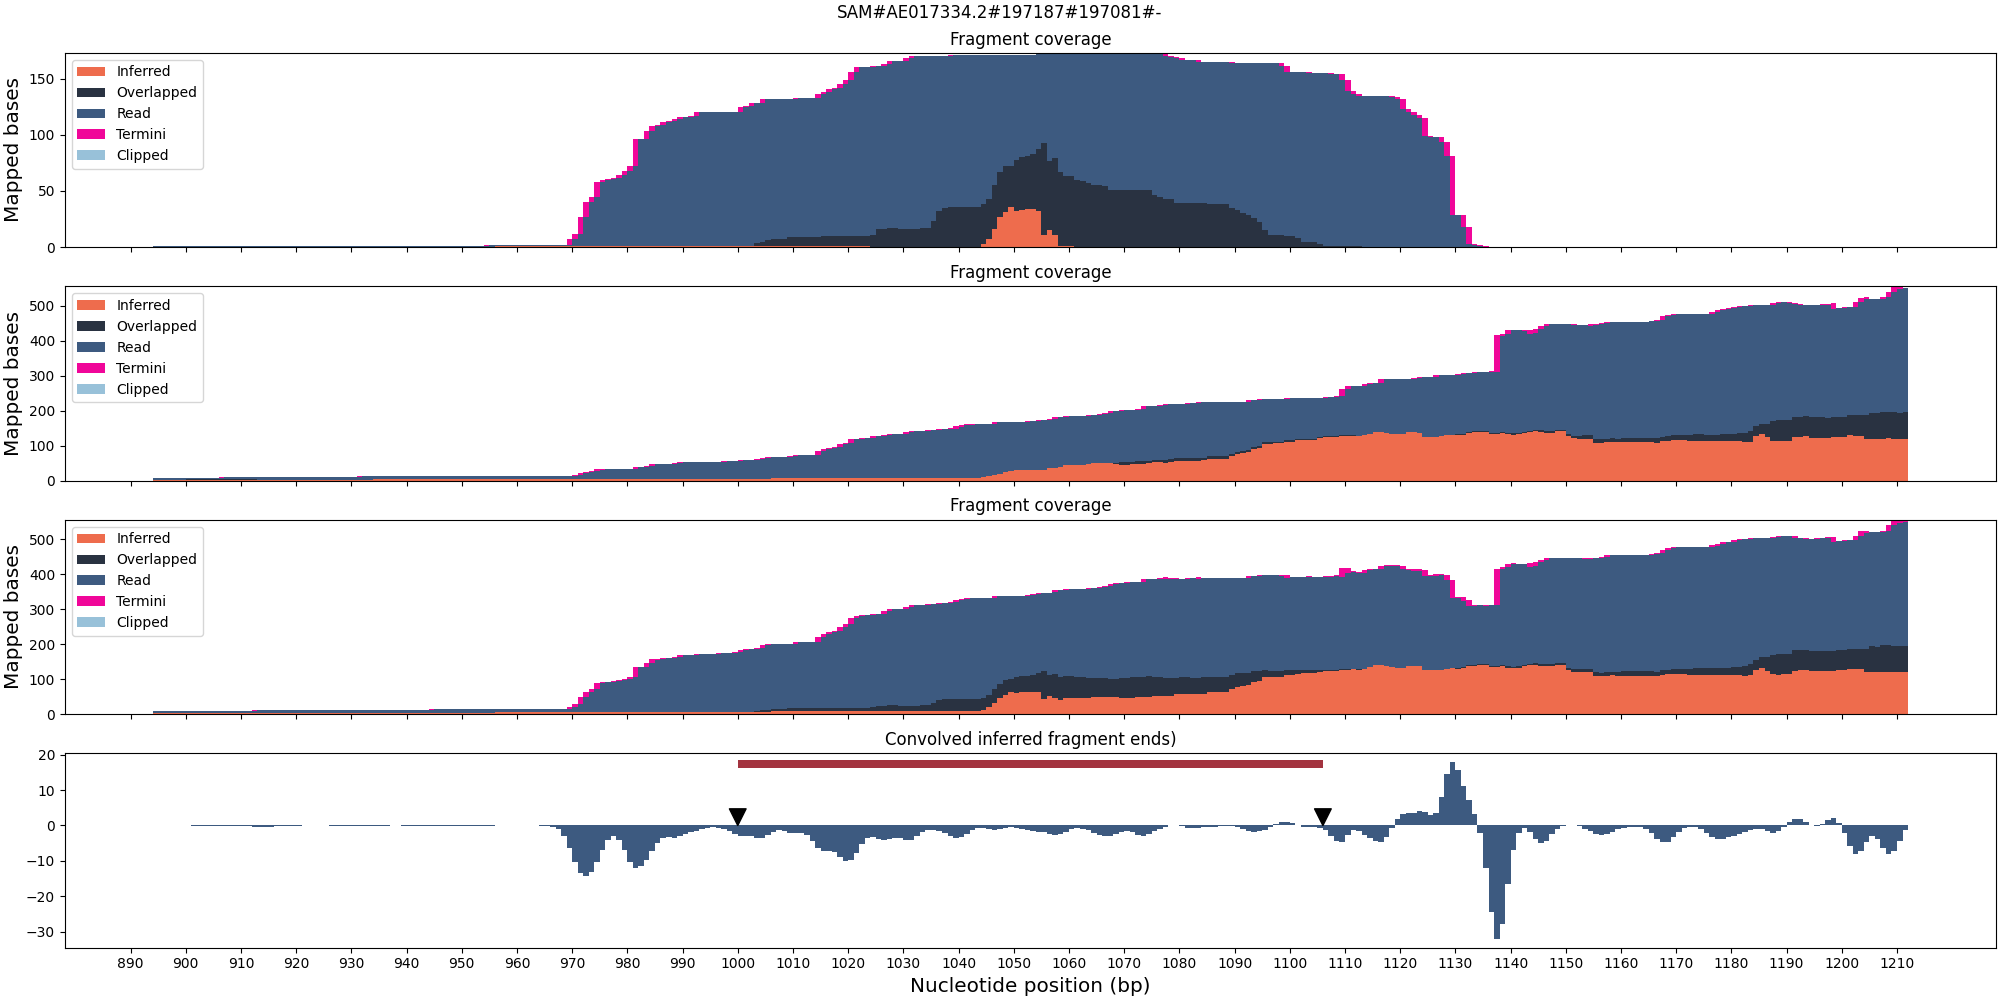 SAM#AE017334.2#197187#197081#-
Fragment coverage
Mapped bases
150
100
50
0
Inferred
Overlapped
Read
Termini
Clipped
Fragment coverage
Mapped bases
500
400
300
200
100
0
Inferred
Overlapped
Read
Termini
Clipped
Fragment coverage
Mapped bases
500
400
300
200
100
0
Inferred
Overlapped
Read
Termini
Clipped
Convolved inferred fragment ends)
20
10
0
−10
−20
−30
890 900 910 920 930 940 950 960 970 980 990 1000 1010 1020 1030 1040 1050 1060 1070 1080 1090 1100 1110 1120 1130 1140 1150 1160 1170 1180 1190 1200 1210
Nucleotide position (bp)